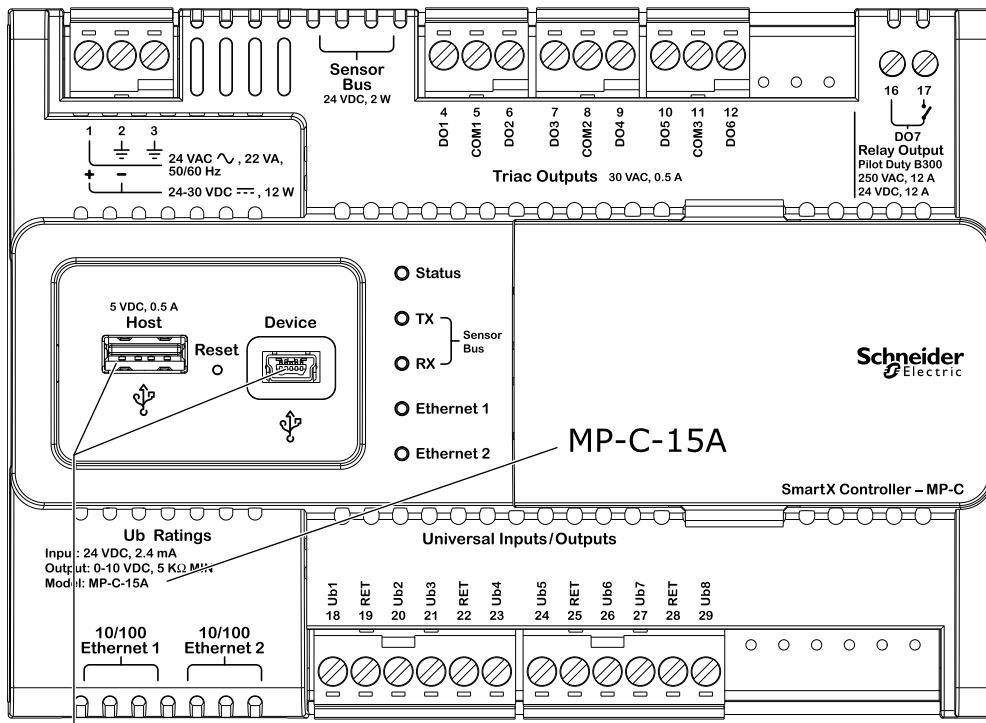 Sensor
Bus
24 VDC, 2 W
4 5 6 7 8 9 10 11 12
DO1 COM1 DO2 DO3 COM2 DO4 DO5 COM3 DO6
Triac Outputs 30 VAC, 0.5 A
16 17
DO7
Relay Output
Pilot Duty B300
250 VAC, 12 A
24 VDC, 12 A
1 2 3
24 VAC ∿ , 22 VA,
50/60 Hz
+ –
24-30 VDC ⎓ , 12 W
5 VDC, 0.5 A
Host
Reset
Device
Status
TX
RX
Sensor
Bus
Ethernet 1
Ethernet 2
Schneider
Electric
MP-C-15A
SmartX Controller – MP-C
Ub Ratings
Input: 24 VDC, 2.4 mA
Output: 0-10 VDC, 5 KΩ MIN
Model: MP-C-15A
10/100
Ethernet 1
10/100
Ethernet 2
Universal Inputs/Outputs
Ub1 RET Ub2 Ub3 RET Ub4 Ub5 RET Ub6 Ub7 RET Ub8
18 19 20 21 22 23 24 25 26 27 28 29